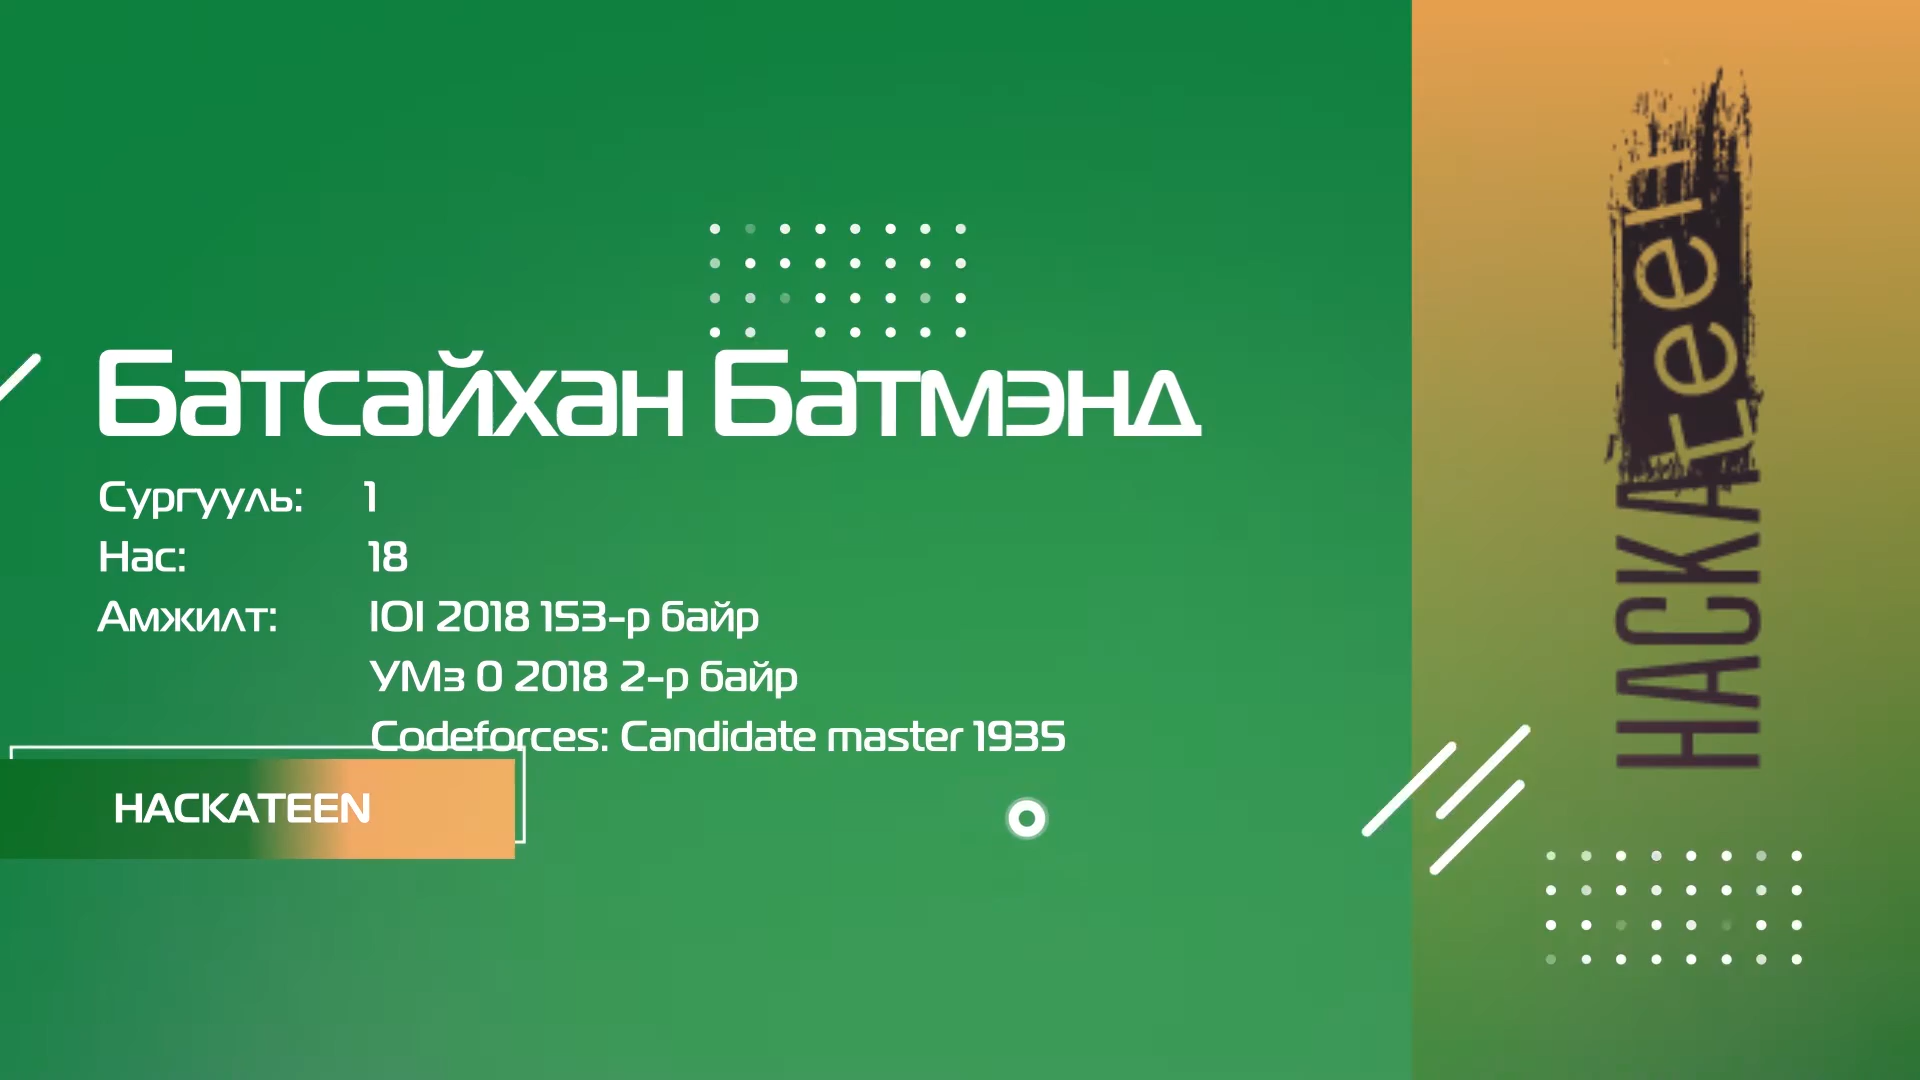 Батсайхан Батмэнд
Сургууль: 1
Нас: 18
Амжилт: IOI 2018 153-р байр
УМз 0 2018 2-р байр
Codeforces: Candidate master 1935
HACKATEEN
HACKAteen